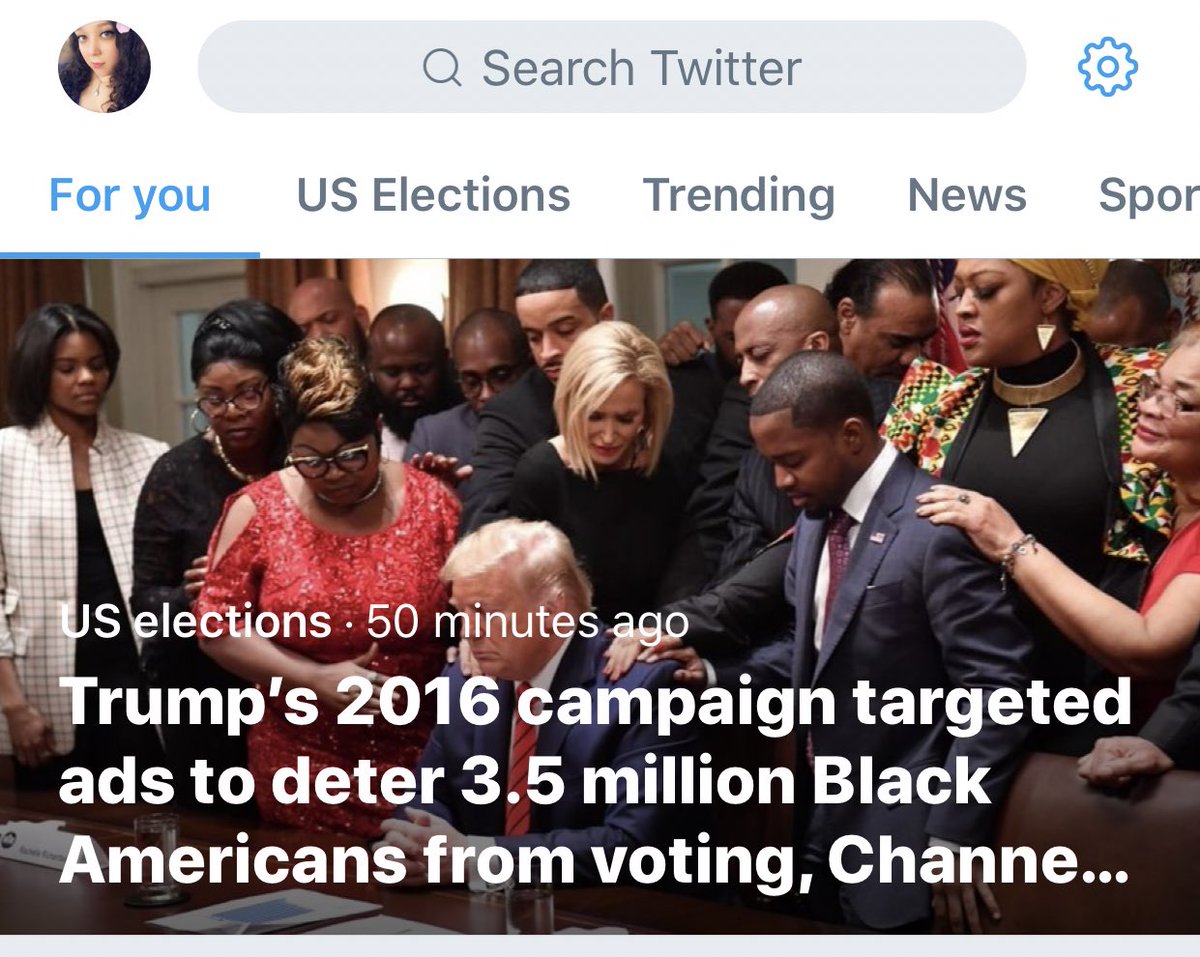 Search Twitter
For you US Elections Trending News Spor
US elections · 50 minutes ago
Trump’s 2016 campaign targeted
ads to deter 3.5 million Black
Americans from voting, Channe...